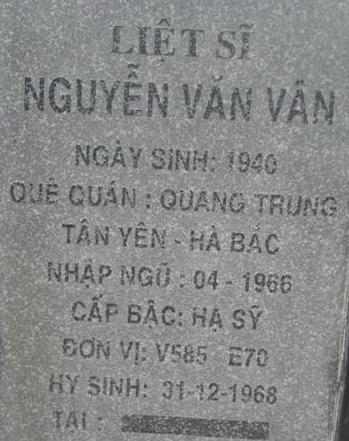 LIỆT SĨ
NGUYỄN VĂN VÂN
NGÀY SINH: 1940
QUÊ QUÁN : QUANG TRUNG
TÂN YÊN - HÀ BẮC
NHẬP NGŨ : 04 - 1966
CẤP BẬC: HẠ SỸ
ĐƠN VỊ: V585 E70
HY SINH: 31-12-1968
TẠI :